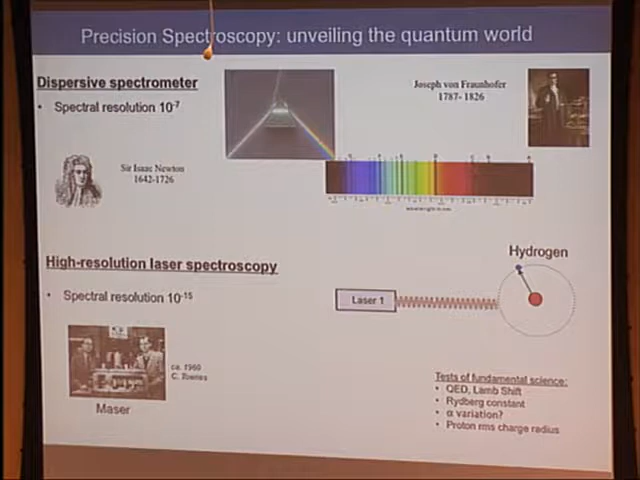 Precision Spectroscopy: unveiling the quantum world
Dispersive spectrometer
• Spectral resolution 10⁻⁷
Joseph von Fraunhofer
1787- 1826
Sir Isaac Newton
1642-1726
High-resolution laser spectroscopy
• Spectral resolution 10⁻¹⁵
Hydrogen
Laser 1
ca. 1960
C. Townes
Maser
Tests of fundamental science:
• QED, Lamb Shift
• Rydberg constant
• α variation?
• Proton rms charge radius